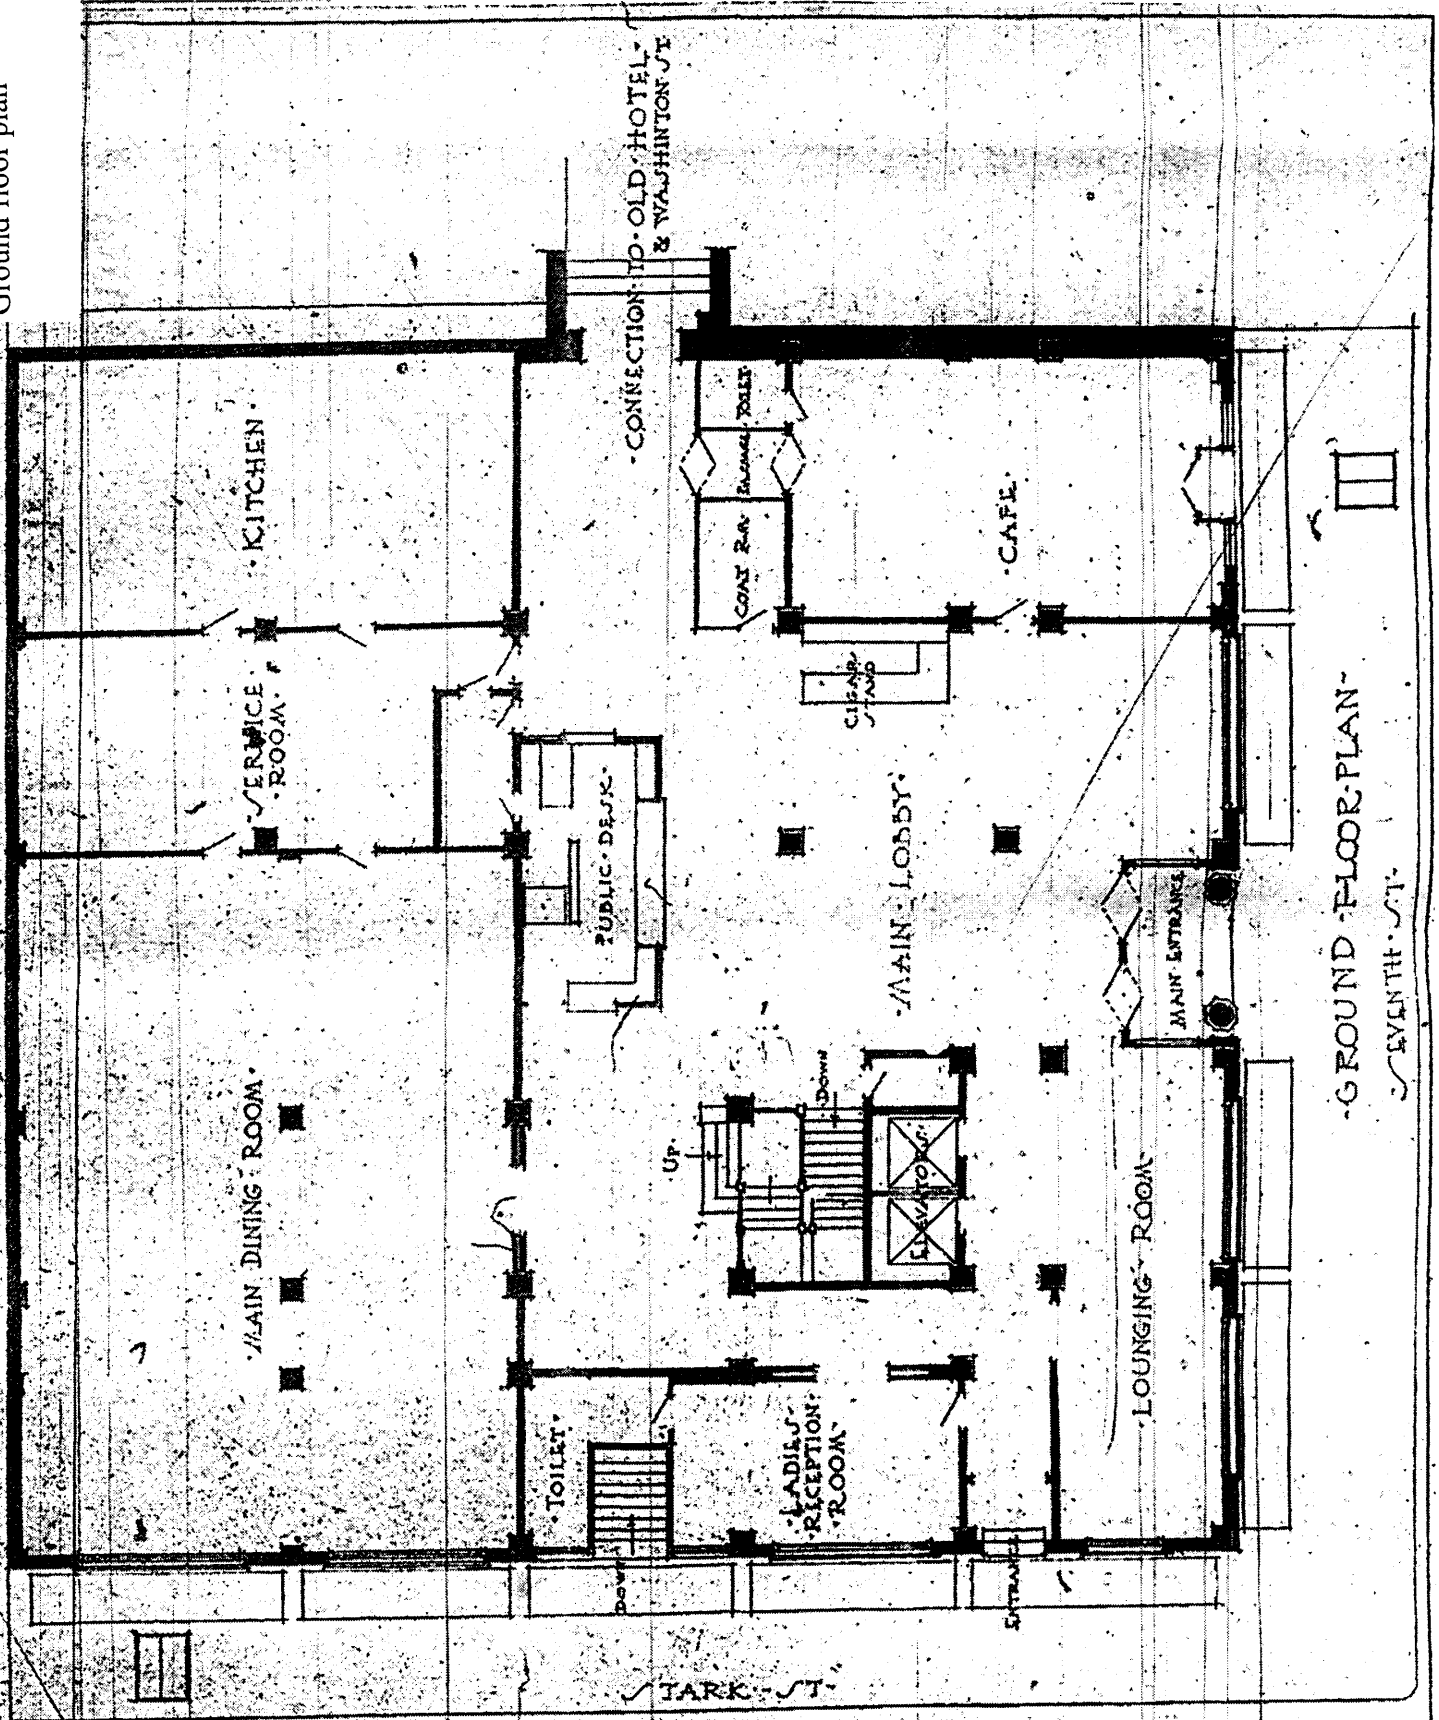 Ground floor plan
·CONNECTION·TO·OLD·HOTEL·
& WASHINTON·ST
·KITCHEN·
·SERVICE·
·ROOM·
·MAIN DINING·ROOM·
PUBLIC·DESK·
COAT RM
TOILET
·CAFE·
CIGAR
STAND
·MAIN·LOBBY·
MAIN·ENTRANCE
UP·
DOWN
ELEVATORS·
·LOUNGING·ROOM·
·TOILET·
·LADIES·
·RECEPTION·
·ROOM·
DOWN
ENTRANCE
·GROUND·FLOOR·PLAN·
·SEVENTH·ST·
·STARK·ST·